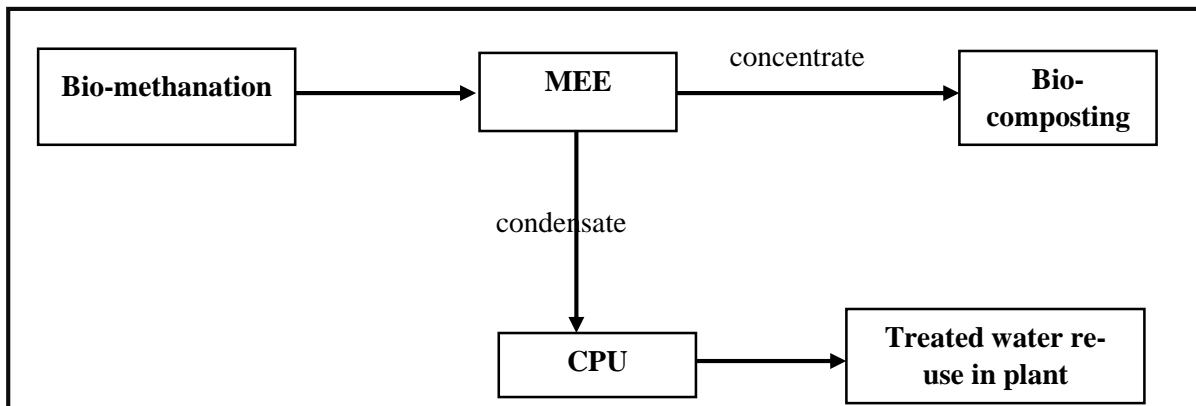 concentrate
Bio-methanation
MEE
Bio-
composting
condensate
CPU
Treated water re-
use in plant